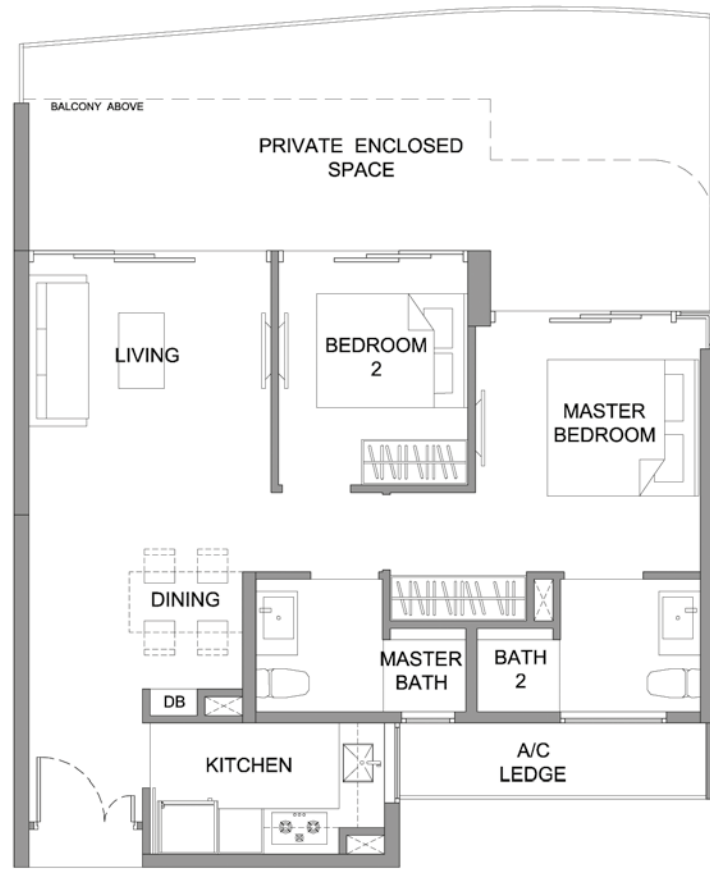 BALCONY ABOVE
PRIVATE ENCLOSED
SPACE
LIVING
BEDROOM
2
MASTER
BEDROOM
DINING
MASTER
BATH
BATH
2
DB
KITCHEN
A/C
LEDGE